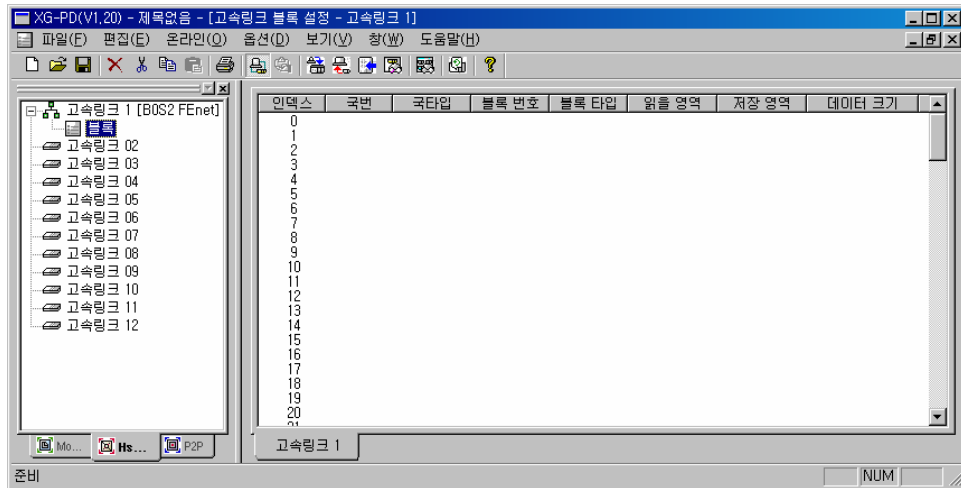 XG-PD(V1,20) - 제목없음 - [고속링크 블록 설정 - 고속링크 1]
파일(F) 편집(E) 온라인(O) 옵션(D) 보기(V) 창(W) 도움말(H)
고속링크 1 [B0S2 FEnet]
블록
고속링크 02
고속링크 03
고속링크 04
고속링크 05
고속링크 06
고속링크 07
고속링크 08
고속링크 09
고속링크 10
고속링크 11
고속링크 12
Mo... Hs... P2P
인덱스 국번 국타입 블록 번호 블록 타입 읽을 영역 저장 영역 데이터 크기
0
1
2
3
4
5
6
7
8
9
10
11
12
13
14
15
16
17
18
19
20
21
고속링크 1
준비 NUM